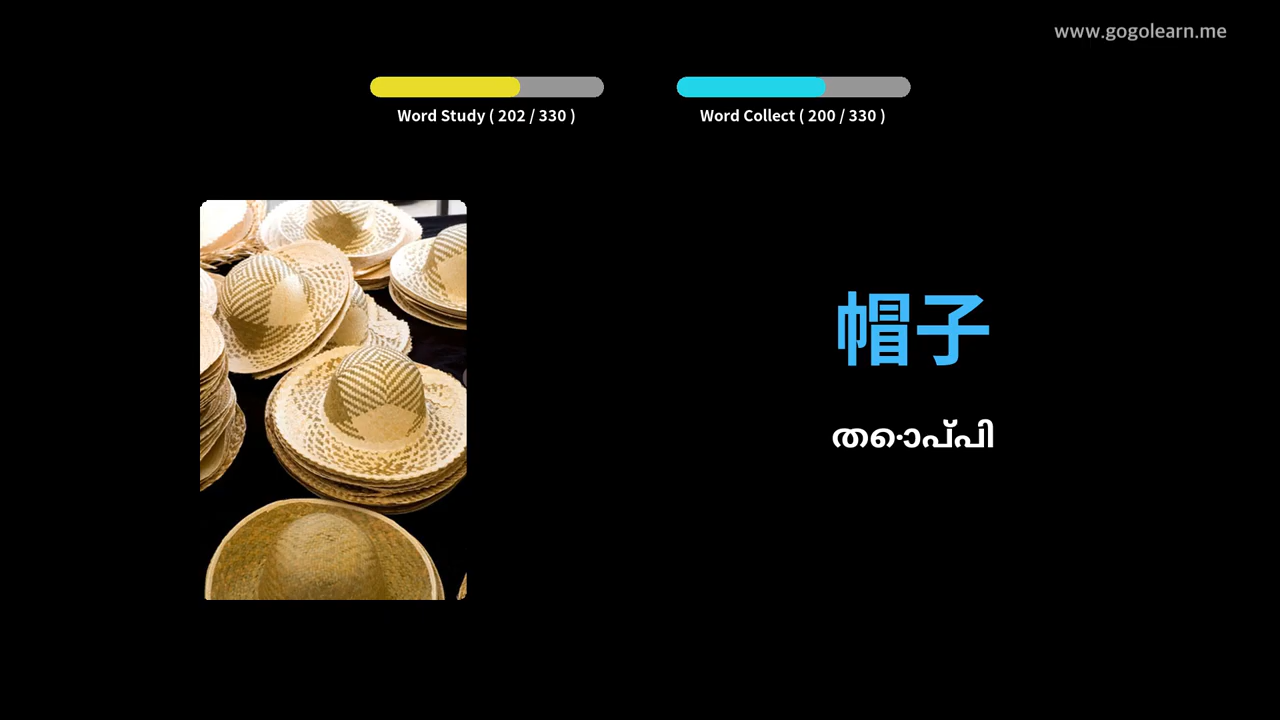 www.gogolearn.me
Word Study ( 202 / 330 )
Word Collect ( 200 / 330 )
帽子
തൊപ്പി